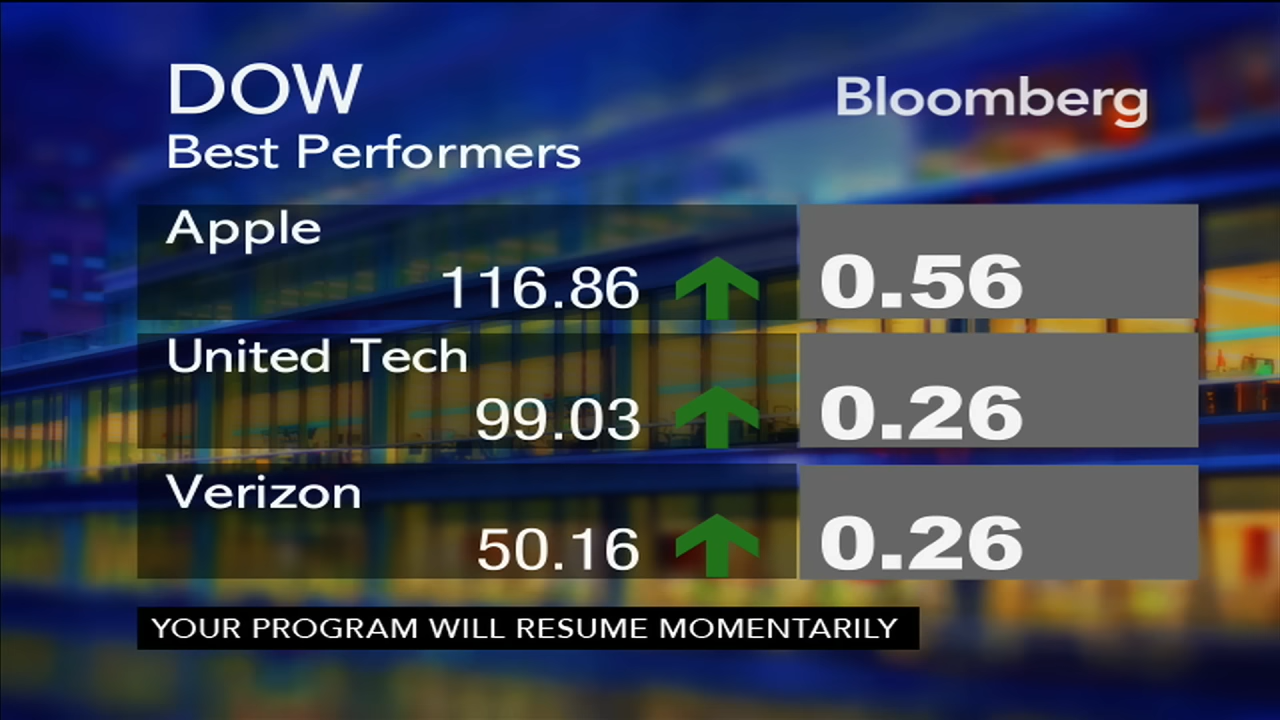 DOW
Bloomberg
Best Performers
Apple
116.86 0.56
United Tech
99.03 0.26
Verizon
50.16 0.26
YOUR PROGRAM WILL RESUME MOMENTARILY